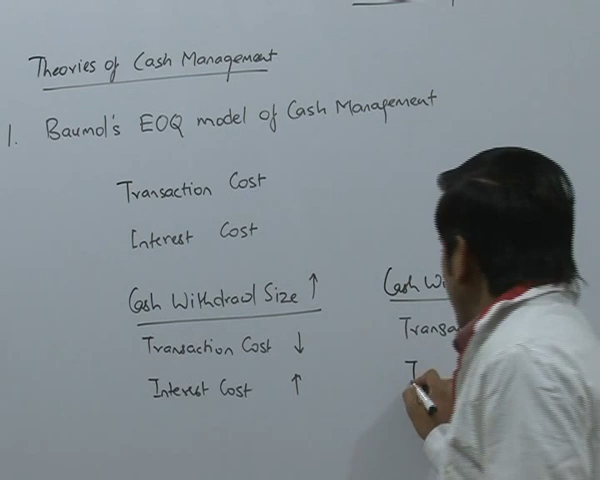 Theories of Cash Management
1. Baumol's EOQ model of Cash Management
Transaction Cost
Interest Cost
Cash Withdrawl Size ↑
Transaction Cost ↓
Interest Cost ↑
Cash